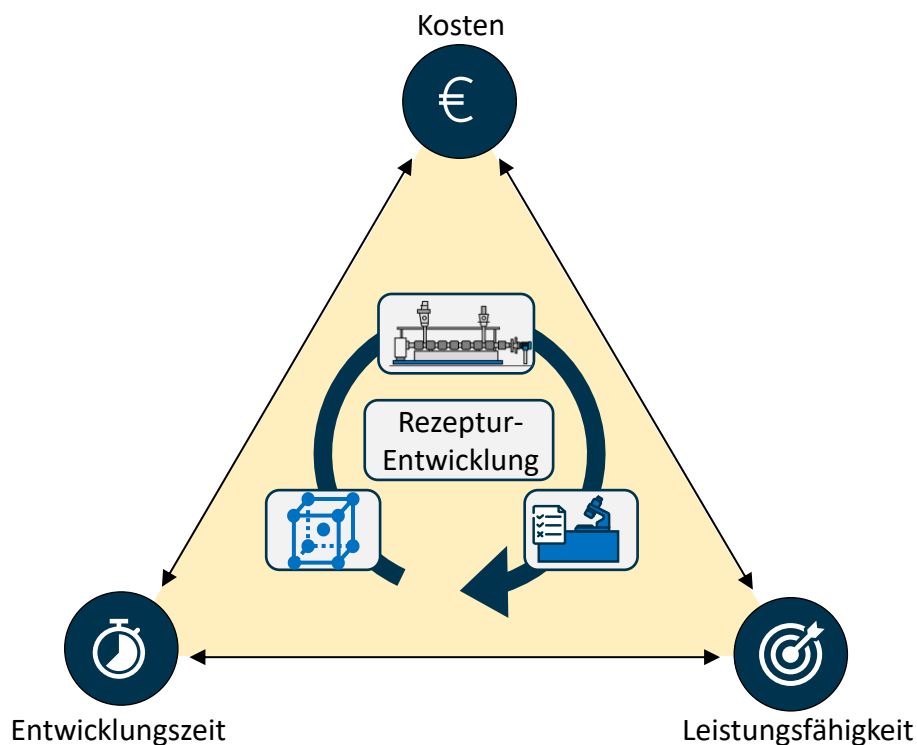 Kosten
€
Rezeptur-
Entwicklung
Entwicklungszeit
Leistungsfähigkeit